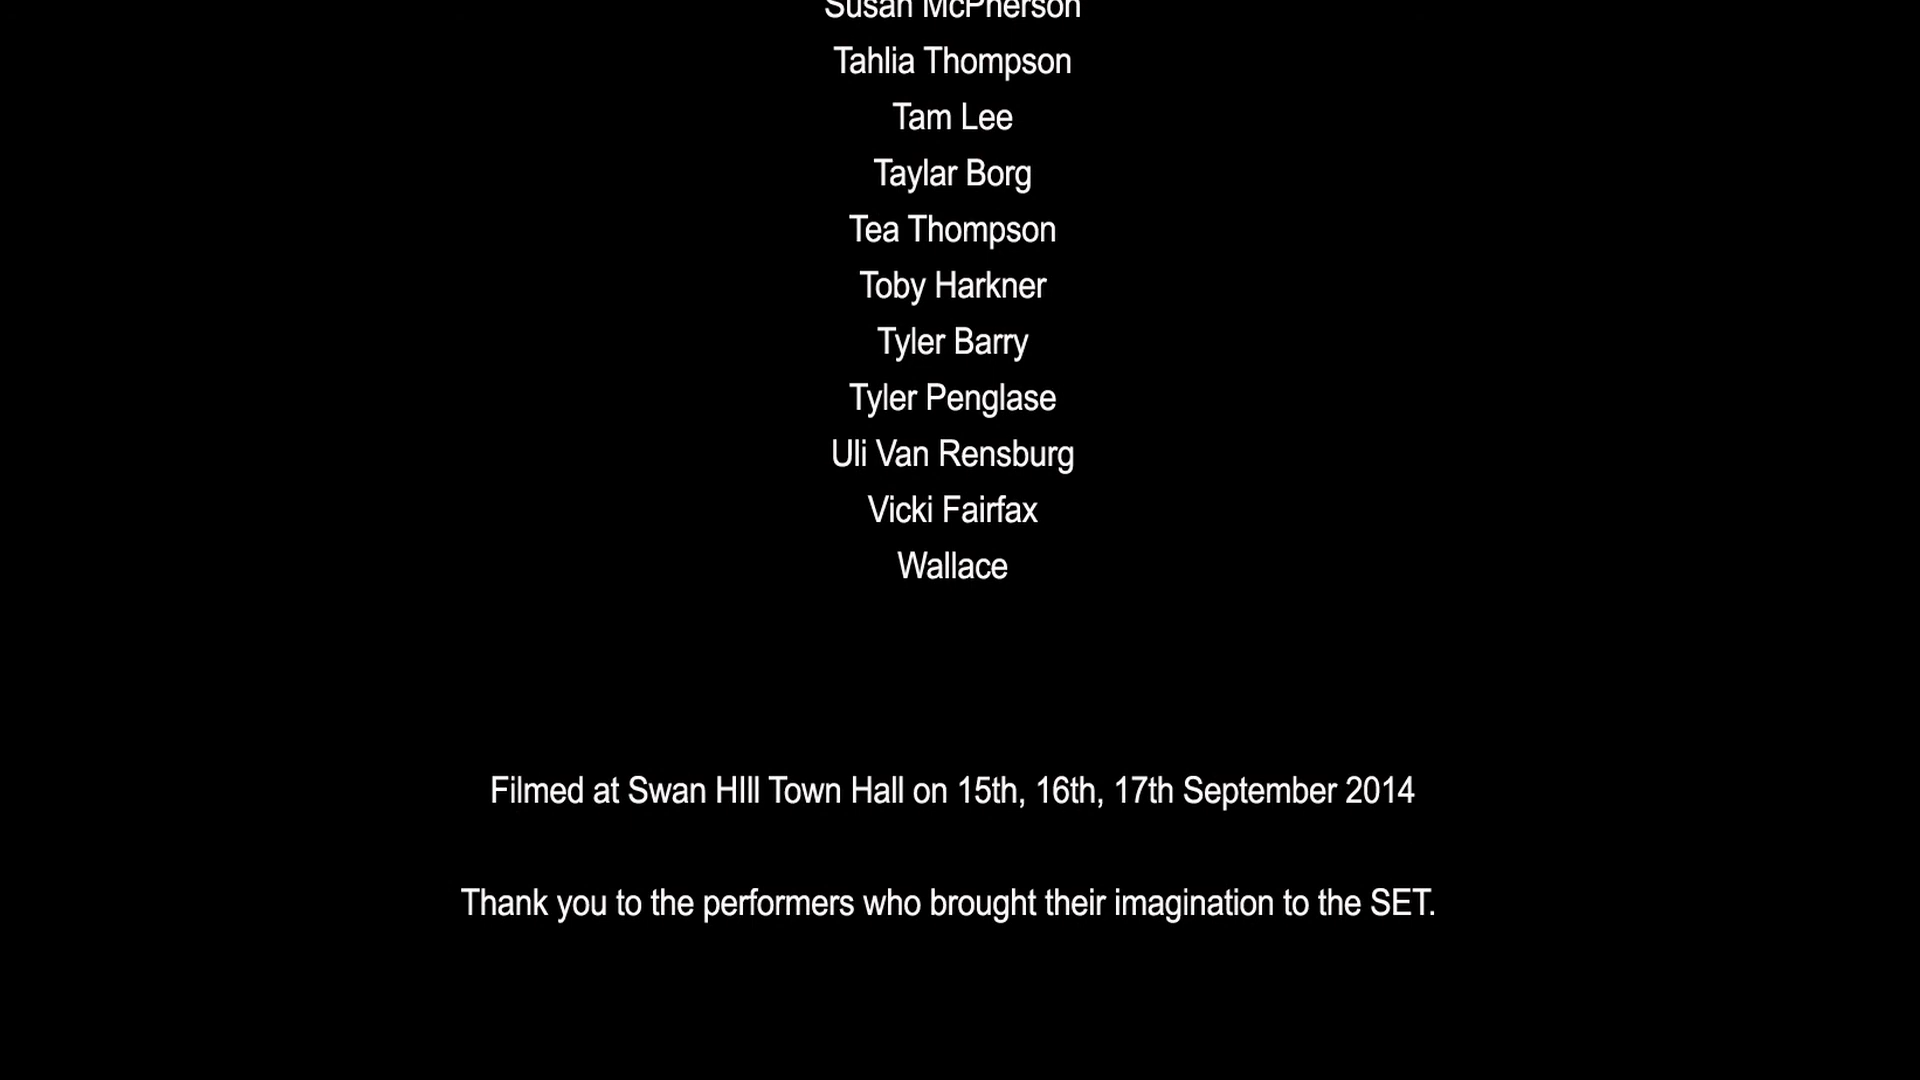 Susan McPherson
Tahlia Thompson
Tam Lee
Taylar Borg
Tea Thompson
Toby Harkner
Tyler Barry
Tyler Penglase
Uli Van Rensburg
Vicki Fairfax
Wallace
Filmed at Swan HIll Town Hall on 15th, 16th, 17th September 2014
Thank you to the performers who brought their imagination to the SET.